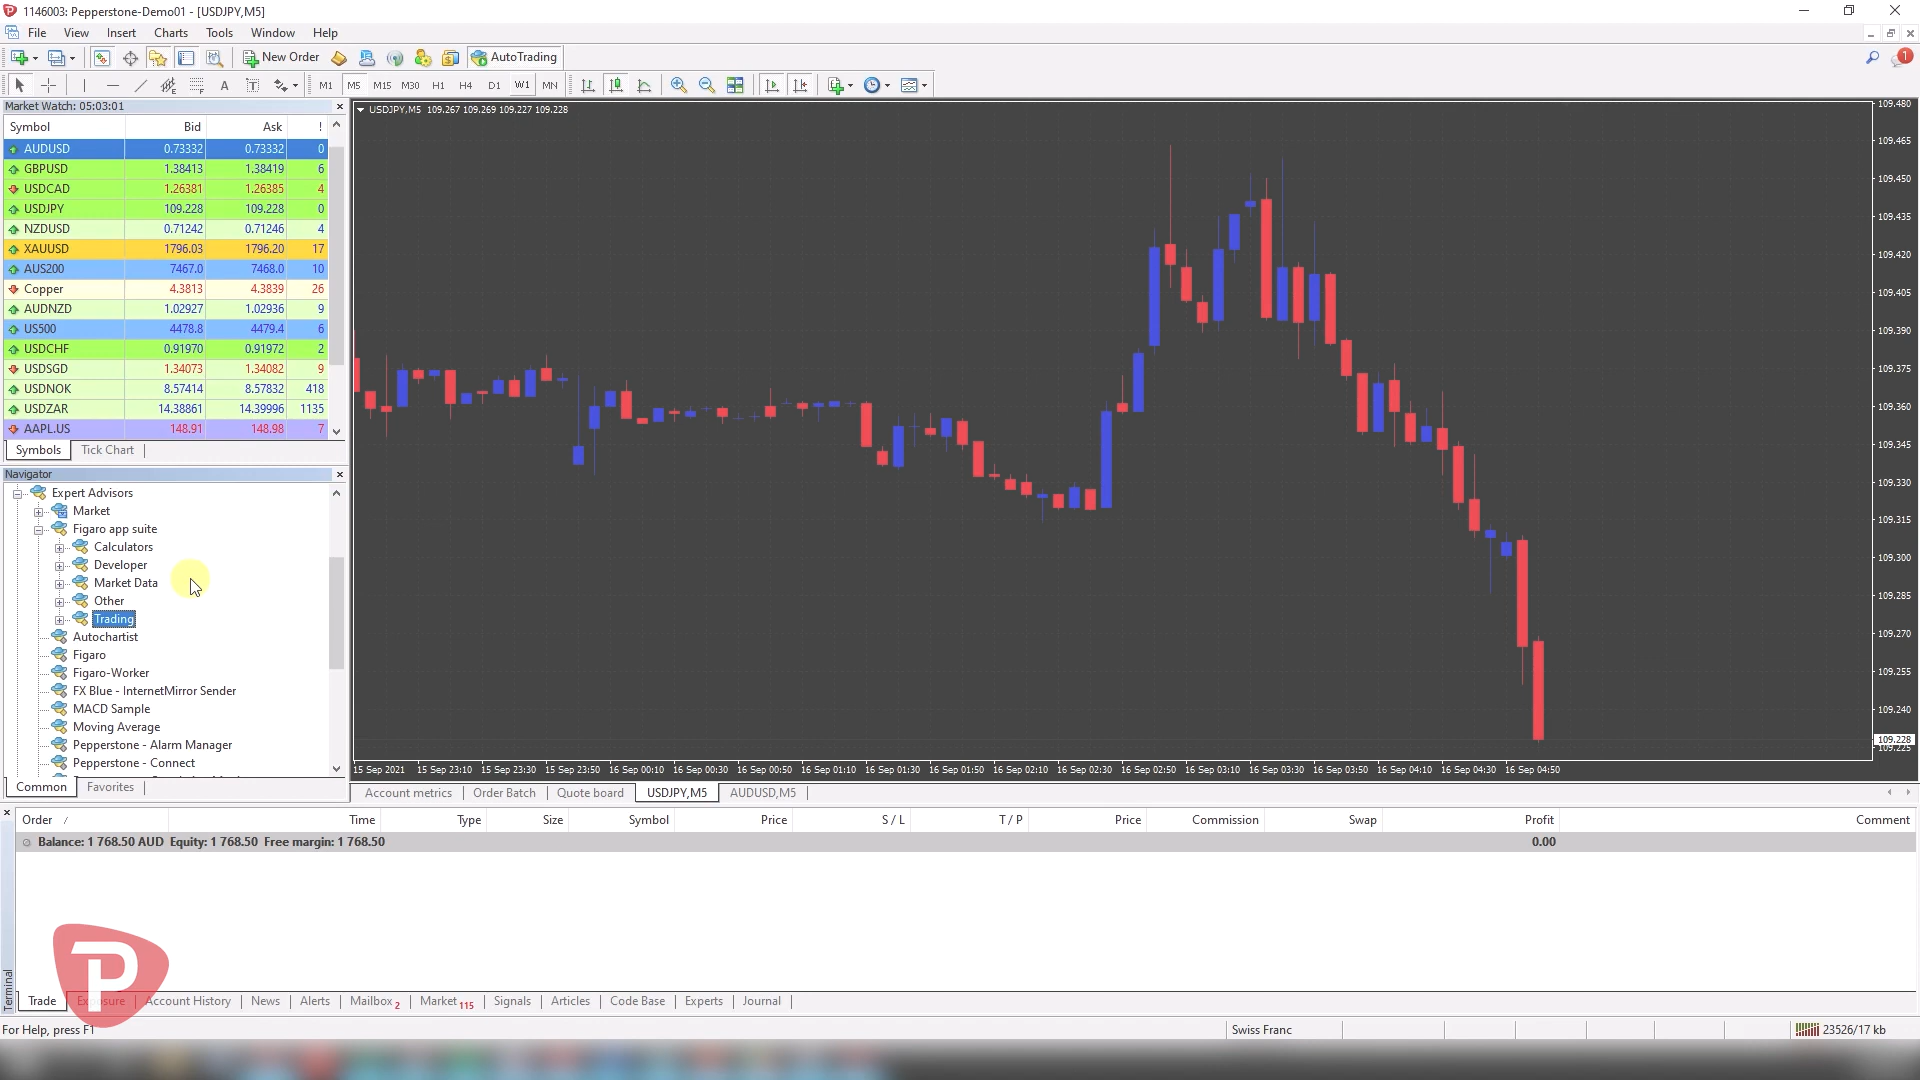 1146003: Pepperstone-Demo01 - [USDJPY,M5]
File View Insert Charts Tools Window Help
New Order AutoTrading 1
A T M1 M5 M15 M30 H1 H4 D1 W1 MN
Market Watch: 05:03:01
Symbol Bid Ask !
AUDUSD 0.73332 0.73332 0
GBPUSD 1.38413 1.38419 6
USDCAD 1.26381 1.26385 4
USDJPY 109.228 109.228 0
NZDUSD 0.71242 0.71246 4
XAUUSD 1796.03 1796.20 17
AUS200 7467.0 7468.0 10
Copper 4.3813 4.3839 26
AUDNZD 1.02927 1.02936 9
US500 4478.8 4479.4 6
USDCHF 0.91970 0.91972 2
USDSGD 1.34073 1.34082 9
USDNOK 8.57414 8.57832 418
USDZAR 14.38861 14.39996 1135
AAPL.US 148.91 148.98 7
Symbols Tick Chart
Navigator
Expert Advisors
Market
Figaro app suite
Calculators
Developer
Market Data
Other
Trading
Autochartist
Figaro
Figaro-Worker
FX Blue - InternetMirror Sender
MACD Sample
Moving Average
Pepperstone - Alarm Manager
Pepperstone - Connect
Common Favorites
USDJPY,M5 109.267 109.269 109.227 109.228
109.480
109.465
109.450
109.435
109.420
109.405
109.390
109.375
109.360
109.345
109.330
109.315
109.300
109.285
109.270
109.255
109.240
109.228
109.225
15 Sep 2021 15 Sep 23:10 15 Sep 23:30 15 Sep 23:50 16 Sep 00:10 16 Sep 00:30 16 Sep 00:50 16 Sep 01:10 16 Sep 01:30 16 Sep 01:50 16 Sep 02:10 16 Sep 02:30 16 Sep 02:50 16 Sep 03:10 16 Sep 03:30 16 Sep 03:50 16 Sep 04:10 16 Sep 04:30 16 Sep 04:50
Account metrics Order Batch Quote board USDJPY,M5 AUDUSD,M5
Order / Time Type Size Symbol Price S / L T / P Price Commission Swap Profit Comment
Balance: 1 768.50 AUD Equity: 1 768.50 Free margin: 1 768.50 0.00
Terminal
Trade Exposure Account History News Alerts Mailbox 2 Market 115 Signals Articles Code Base Experts Journal
For Help, press F1 Swiss Franc 23526/17 kb